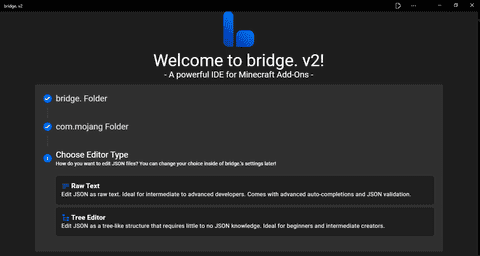 bridge. v2
Welcome to bridge. v2!
- A powerful IDE for Minecraft Add-Ons -
bridge. Folder
com.mojang Folder
Choose Editor Type
How do you want to edit JSON files? You can change your choice inside of bridge.'s settings later!
Raw Text
Edit JSON as raw text. Ideal for intermediate to advanced developers. Comes with advanced auto-completions and JSON validation.
Tree Editor
Edit JSON as a tree-like structure that requires little to no JSON knowledge. Ideal for beginners and intermediate creators.